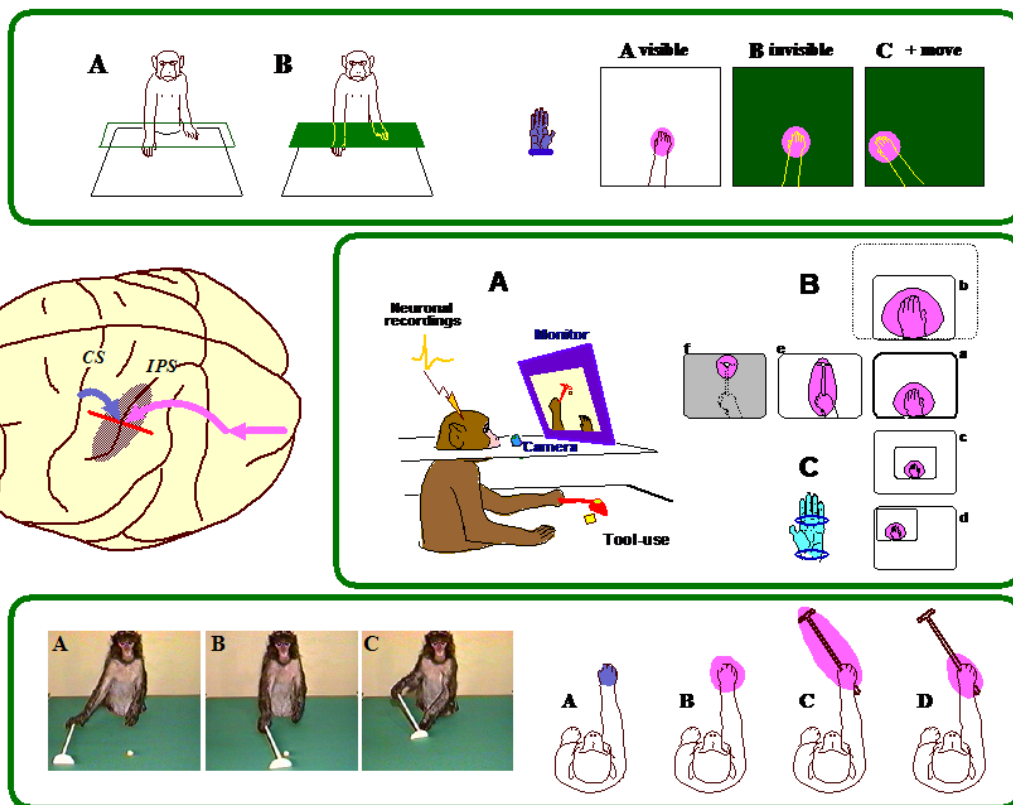 A
B
A visible
B invisible
C + move
CS
IPS
A
Neuronal
recordings
Monitor
Camera
Tool-use
B
b
f
e
a
c
C
d
A
B
C
A
B
C
D